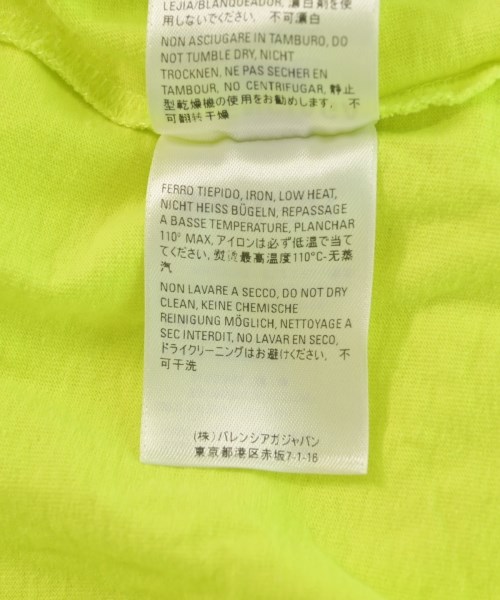 LEJIA/BLANQUEADOR, 漂白剤を使
用しないでください, 不可漂白
NON ASCIUGARE IN TAMBURO, DO
NOT TUMBLE DRY, NICHT
TROCKNEN, NE PAS SECHER EN
TAMBOUR, NO CENTRIFUGAR, 静止
型乾燥機の使用をお勧めします, 不
可翻转干燥
FERRO TIEPIDO, IRON, LOW HEAT,
NICHT HEISS BÜGELN, REPASSAGE
A BASSE TEMPERATURE, PLANCHAR
110° MAX, アイロンは必ず低温で当て
てください, 熨烫最高温度110°C-无蒸
汽
NON LAVARE A SECCO, DO NOT DRY
CLEAN, KEINE CHEMISCHE
REINIGUNG MÖGLICH, NETTOYAGE A
SEC INTERDIT, NO LAVAR EN SECO,
ドライクリーニングはお避けください, 不
可干洗
(株) バレンシアガジャパン
東京都港区赤坂7-1-16